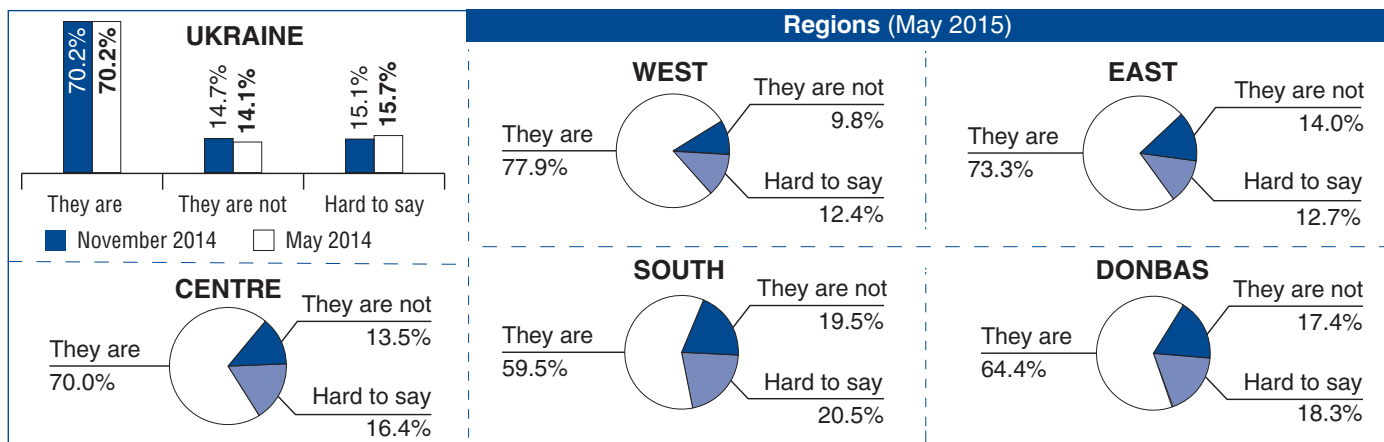 UKRAINE
70.2%
70.2%
14.7%
14.1%
15.1%
15.7%
They are
They are not
Hard to say
November 2014
May 2014
Regions (May 2015)
WEST
They are not
9.8%
They are
77.9%
Hard to say
12.4%
EAST
They are not
14.0%
They are
73.3%
Hard to say
12.7%
CENTRE
They are not
13.5%
They are
70.0%
Hard to say
16.4%
SOUTH
They are not
19.5%
They are
59.5%
Hard to say
20.5%
DONBAS
They are not
17.4%
They are
64.4%
Hard to say
18.3%